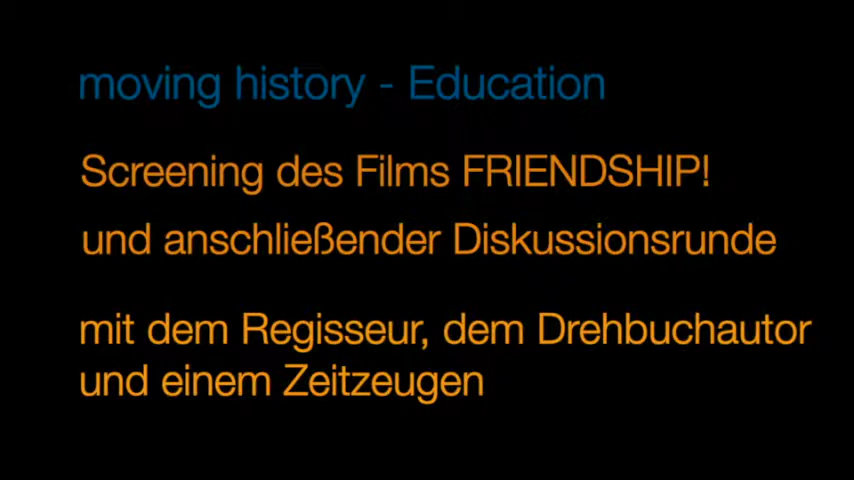 moving history - Education
Screening des Films FRIENDSHIP!
und anschließender Diskussionsrunde
mit dem Regisseur, dem Drehbuchautor
und einem Zeitzeugen